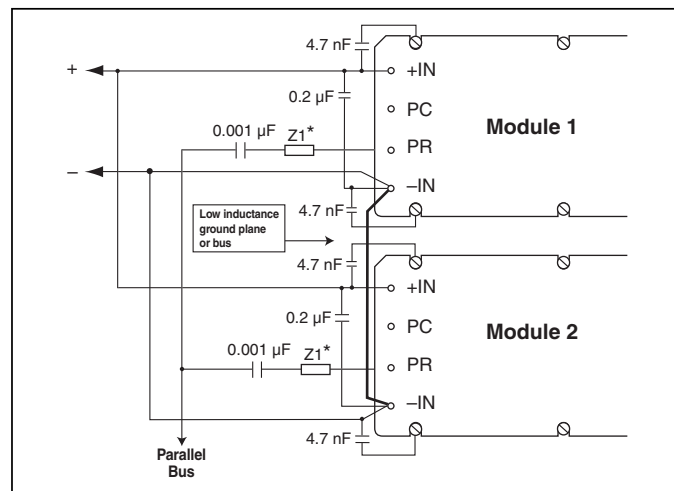 4.7 nF
+
+IN
0.2 µF
PC
Module 1
0.001 µF
Z1*
PR
–
–IN
4.7 nF
Low inductance
ground plane
or bus
4.7 nF
+IN
0.2 µF
PC
Module 2
0.001 µF
Z1*
PR
–IN
4.7 nF
Parallel
Bus